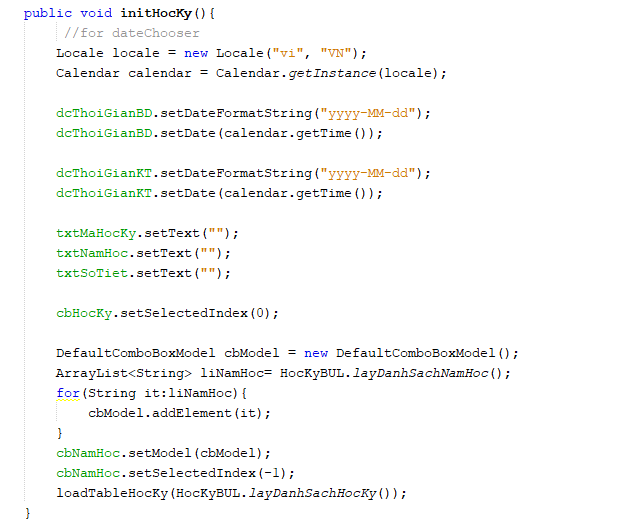 public void initHocKy(){
//for dateChooser
Locale locale = new Locale("vi", "VN");
Calendar calendar = Calendar.getInstance(locale);
dcThoiGianBD.setDateFormatString("yyyy-MM-dd");
dcThoiGianBD.setDate(calendar.getTime());
dcThoiGianKT.setDateFormatString("yyyy-MM-dd");
dcThoiGianKT.setDate(calendar.getTime());
txtMaHocKy.setText("");
txtNamHoc.setText("");
txtSoTiet.setText("");
cbHocKy.setSelectedIndex(0);
DefaultComboBoxModel cbModel = new DefaultComboBoxModel();
ArrayList<String> liNamHoc= HocKyBUL.layDanhSachNamHoc();
for(String it:liNamHoc){
cbModel.addElement(it);
}
cbNamHoc.setModel(cbModel);
cbNamHoc.setSelectedIndex(-1);
loadTableHocKy(HocKyBUL.layDanhSachHocKy());
}